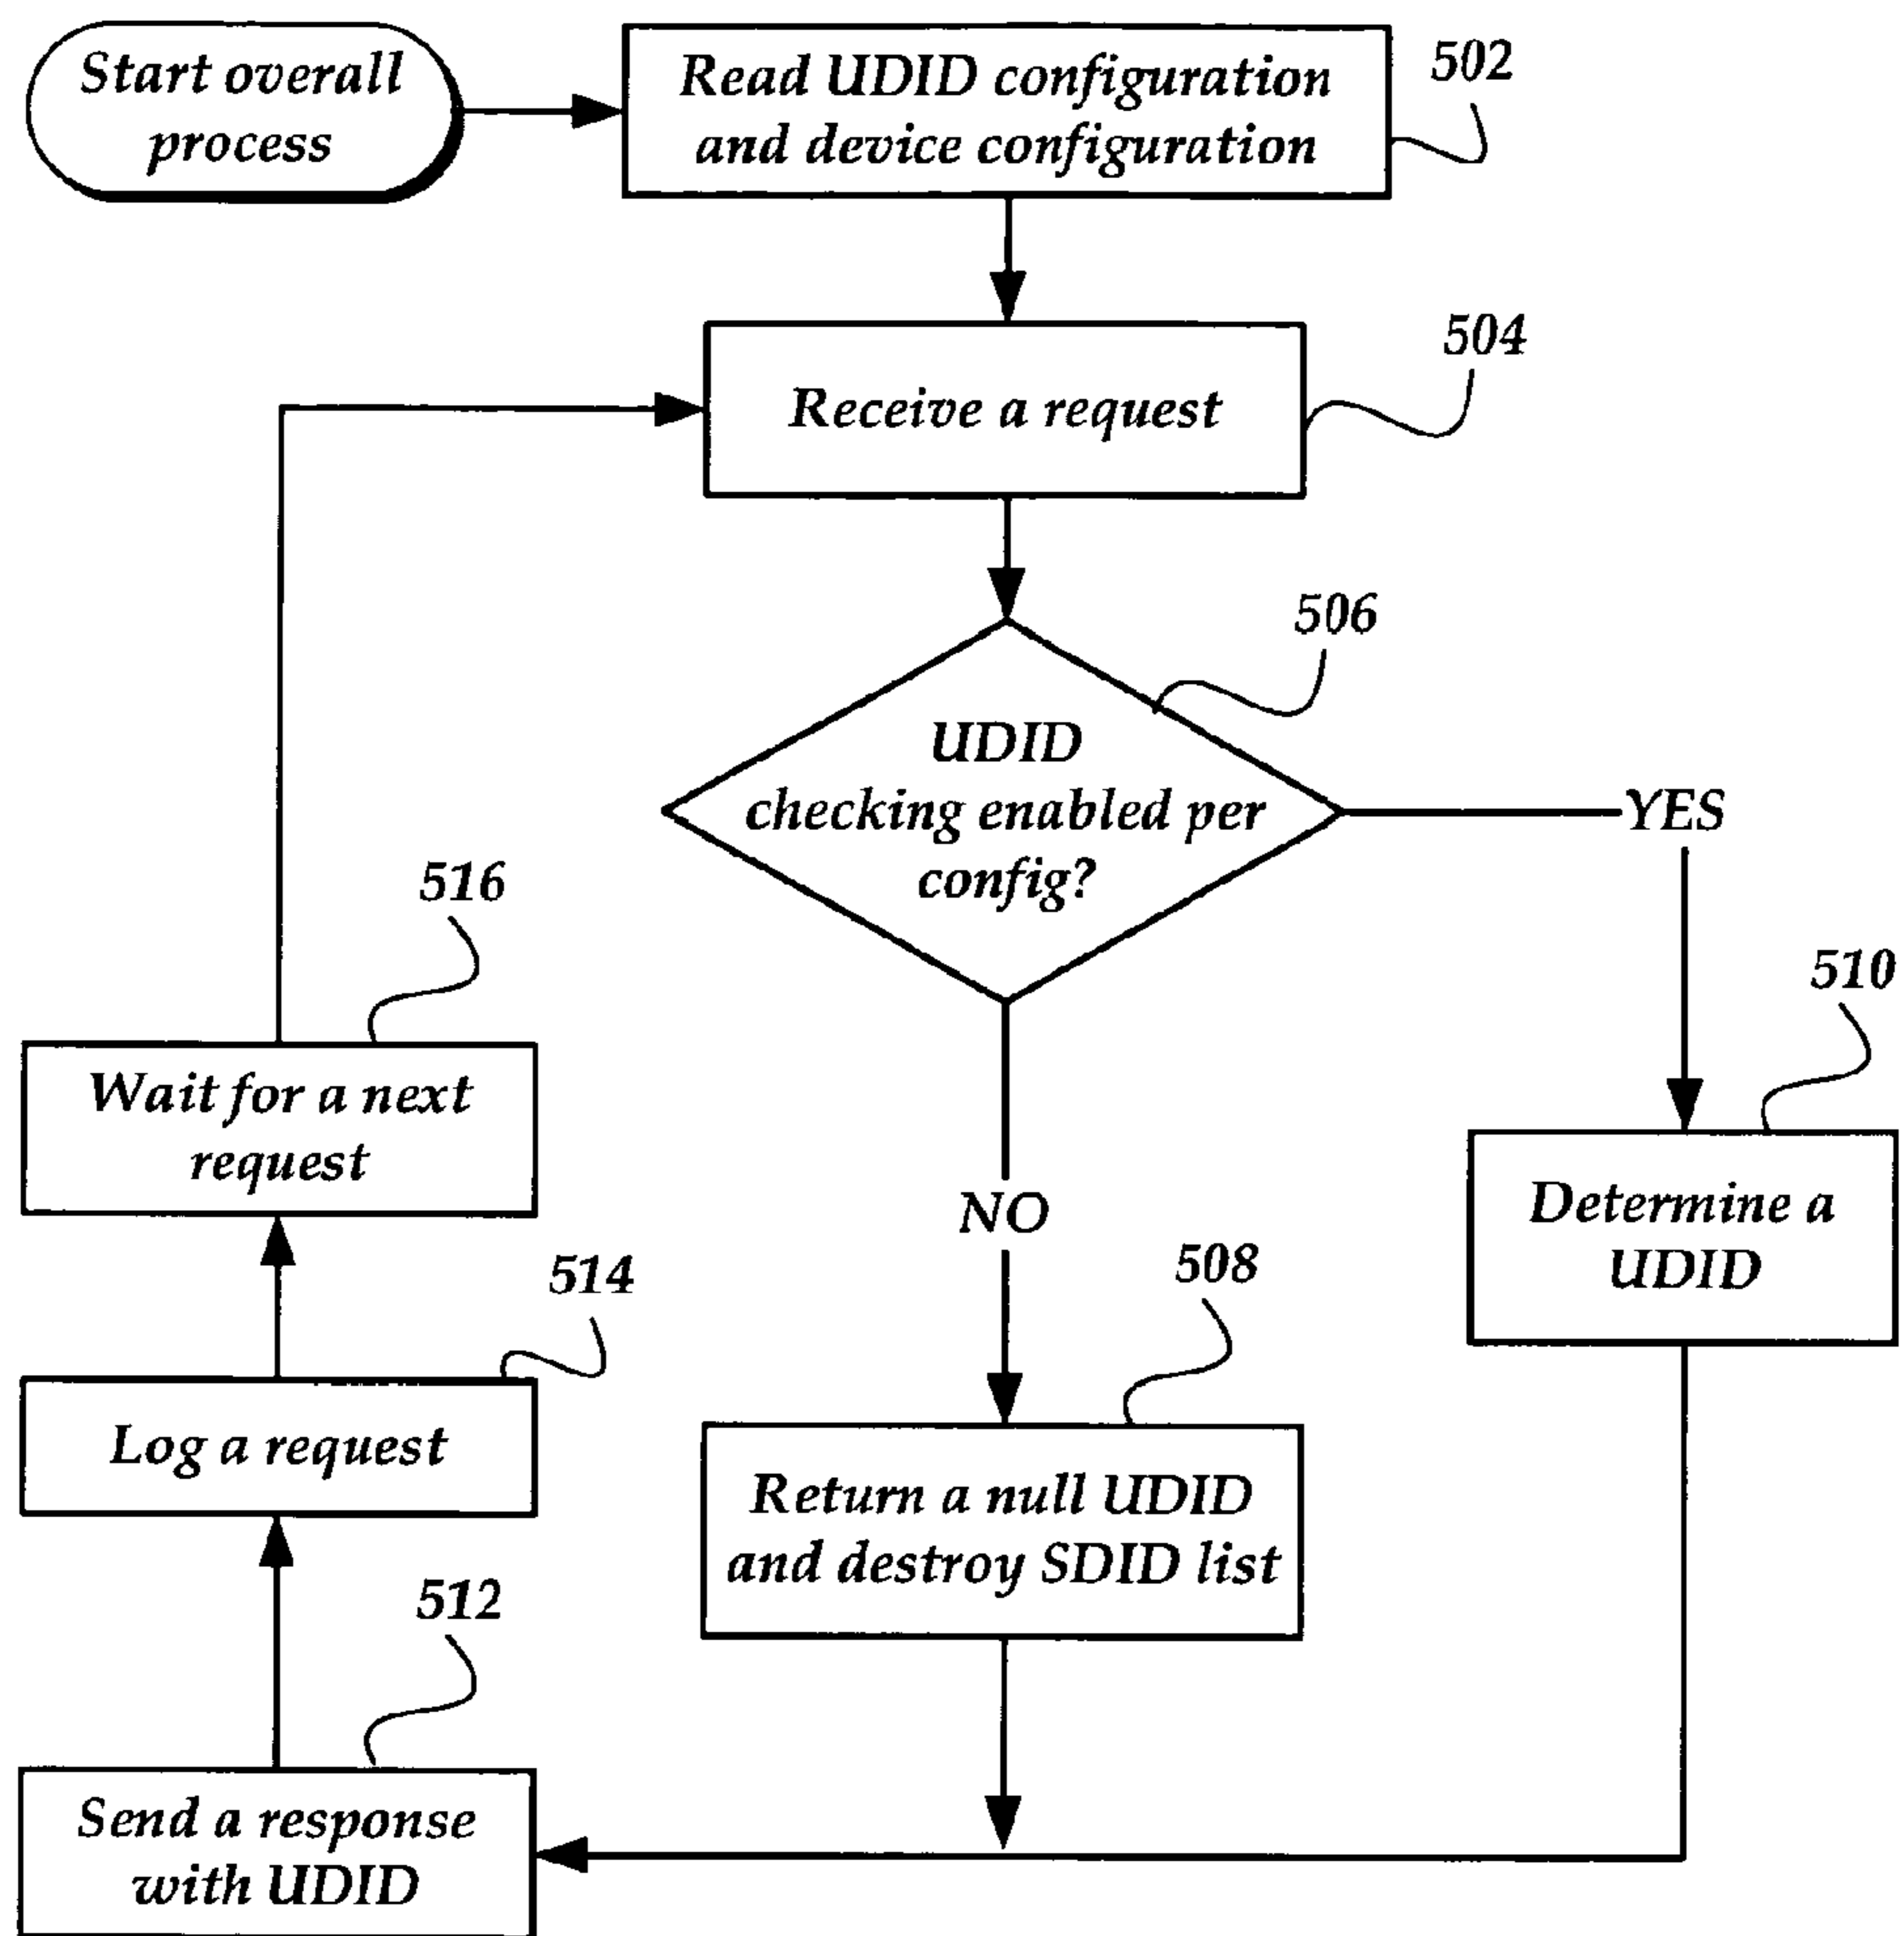 Start overall
process
Read UDID configuration
and device configuration
502
Receive a request
504
506
UDID
checking enabled per
config?
YES
NO
510
Determine a
UDID
508
Return a null UDID
and destroy SDID list
512
Send a response
with UDID
514
Log a request
516
Wait for a next
request